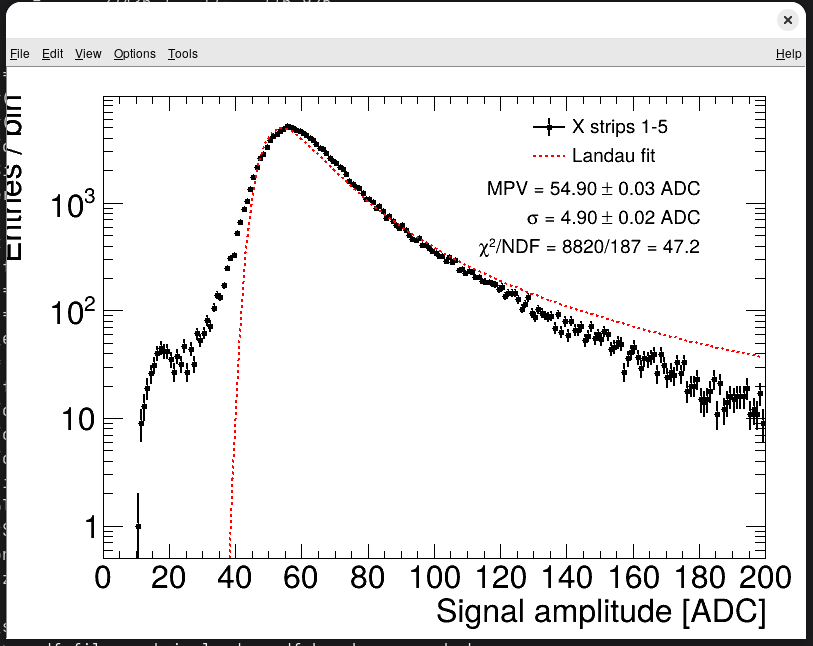 File Edit View Options Tools Help
Entries / bin
X strips 1-5
Landau fit
MPV = 54.90 ± 0.03 ADC
σ = 4.90 ± 0.02 ADC
χ²/NDF = 8820/187 = 47.2
10³
10²
10
1
0 20 40 60 80 100 120 140 160 180 200
Signal amplitude [ADC]